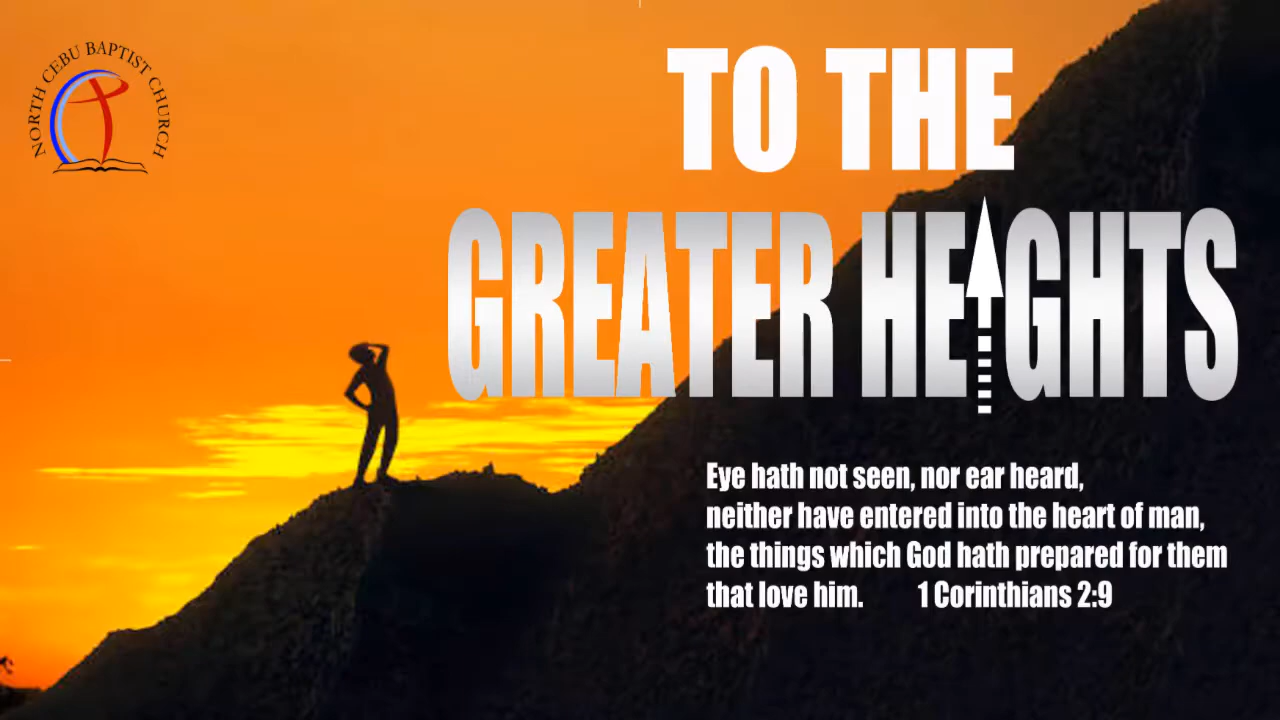 NORTH CEBU BAPTIST CHURCH
TO THE
GREATER HEIGHTS
Eye hath not seen, nor ear heard,
neither have entered into the heart of man,
the things which God hath prepared for them
that love him. 1 Corinthians 2:9